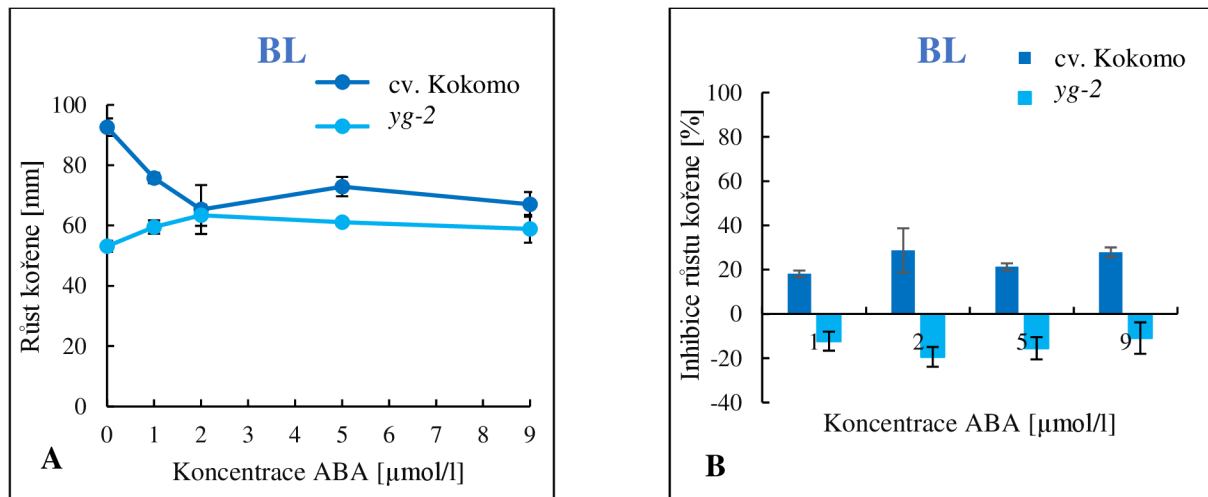 BL
cv. Kokomo
yg-2
Růst kořene [mm]
100
80
60
40
20
0
0 1 2 3 4 5 6 7 8 9
Koncentrace ABA [µmol/l]
A
BL
cv. Kokomo
yg-2
Inhibice růstu kořene [%]
100
80
60
40
20
0
-20
-40
1 2 5 9
Koncentrace ABA [µmol/l]
B